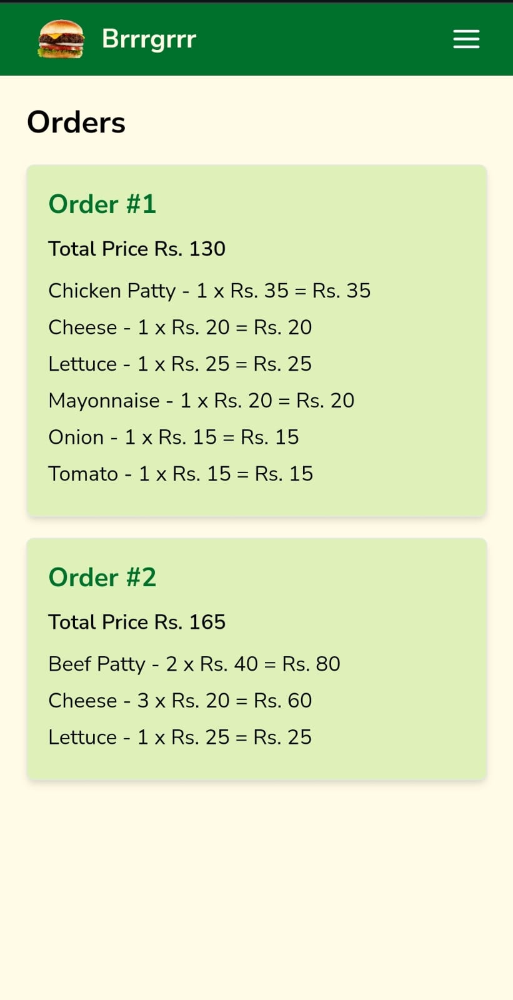 Brrrgrrr
Orders
Order #1
Total Price Rs. 130
Chicken Patty - 1 x Rs. 35 = Rs. 35
Cheese - 1 x Rs. 20 = Rs. 20
Lettuce - 1 x Rs. 25 = Rs. 25
Mayonnaise - 1 x Rs. 20 = Rs. 20
Onion - 1 x Rs. 15 = Rs. 15
Tomato - 1 x Rs. 15 = Rs. 15
Order #2
Total Price Rs. 165
Beef Patty - 2 x Rs. 40 = Rs. 80
Cheese - 3 x Rs. 20 = Rs. 60
Lettuce - 1 x Rs. 25 = Rs. 25